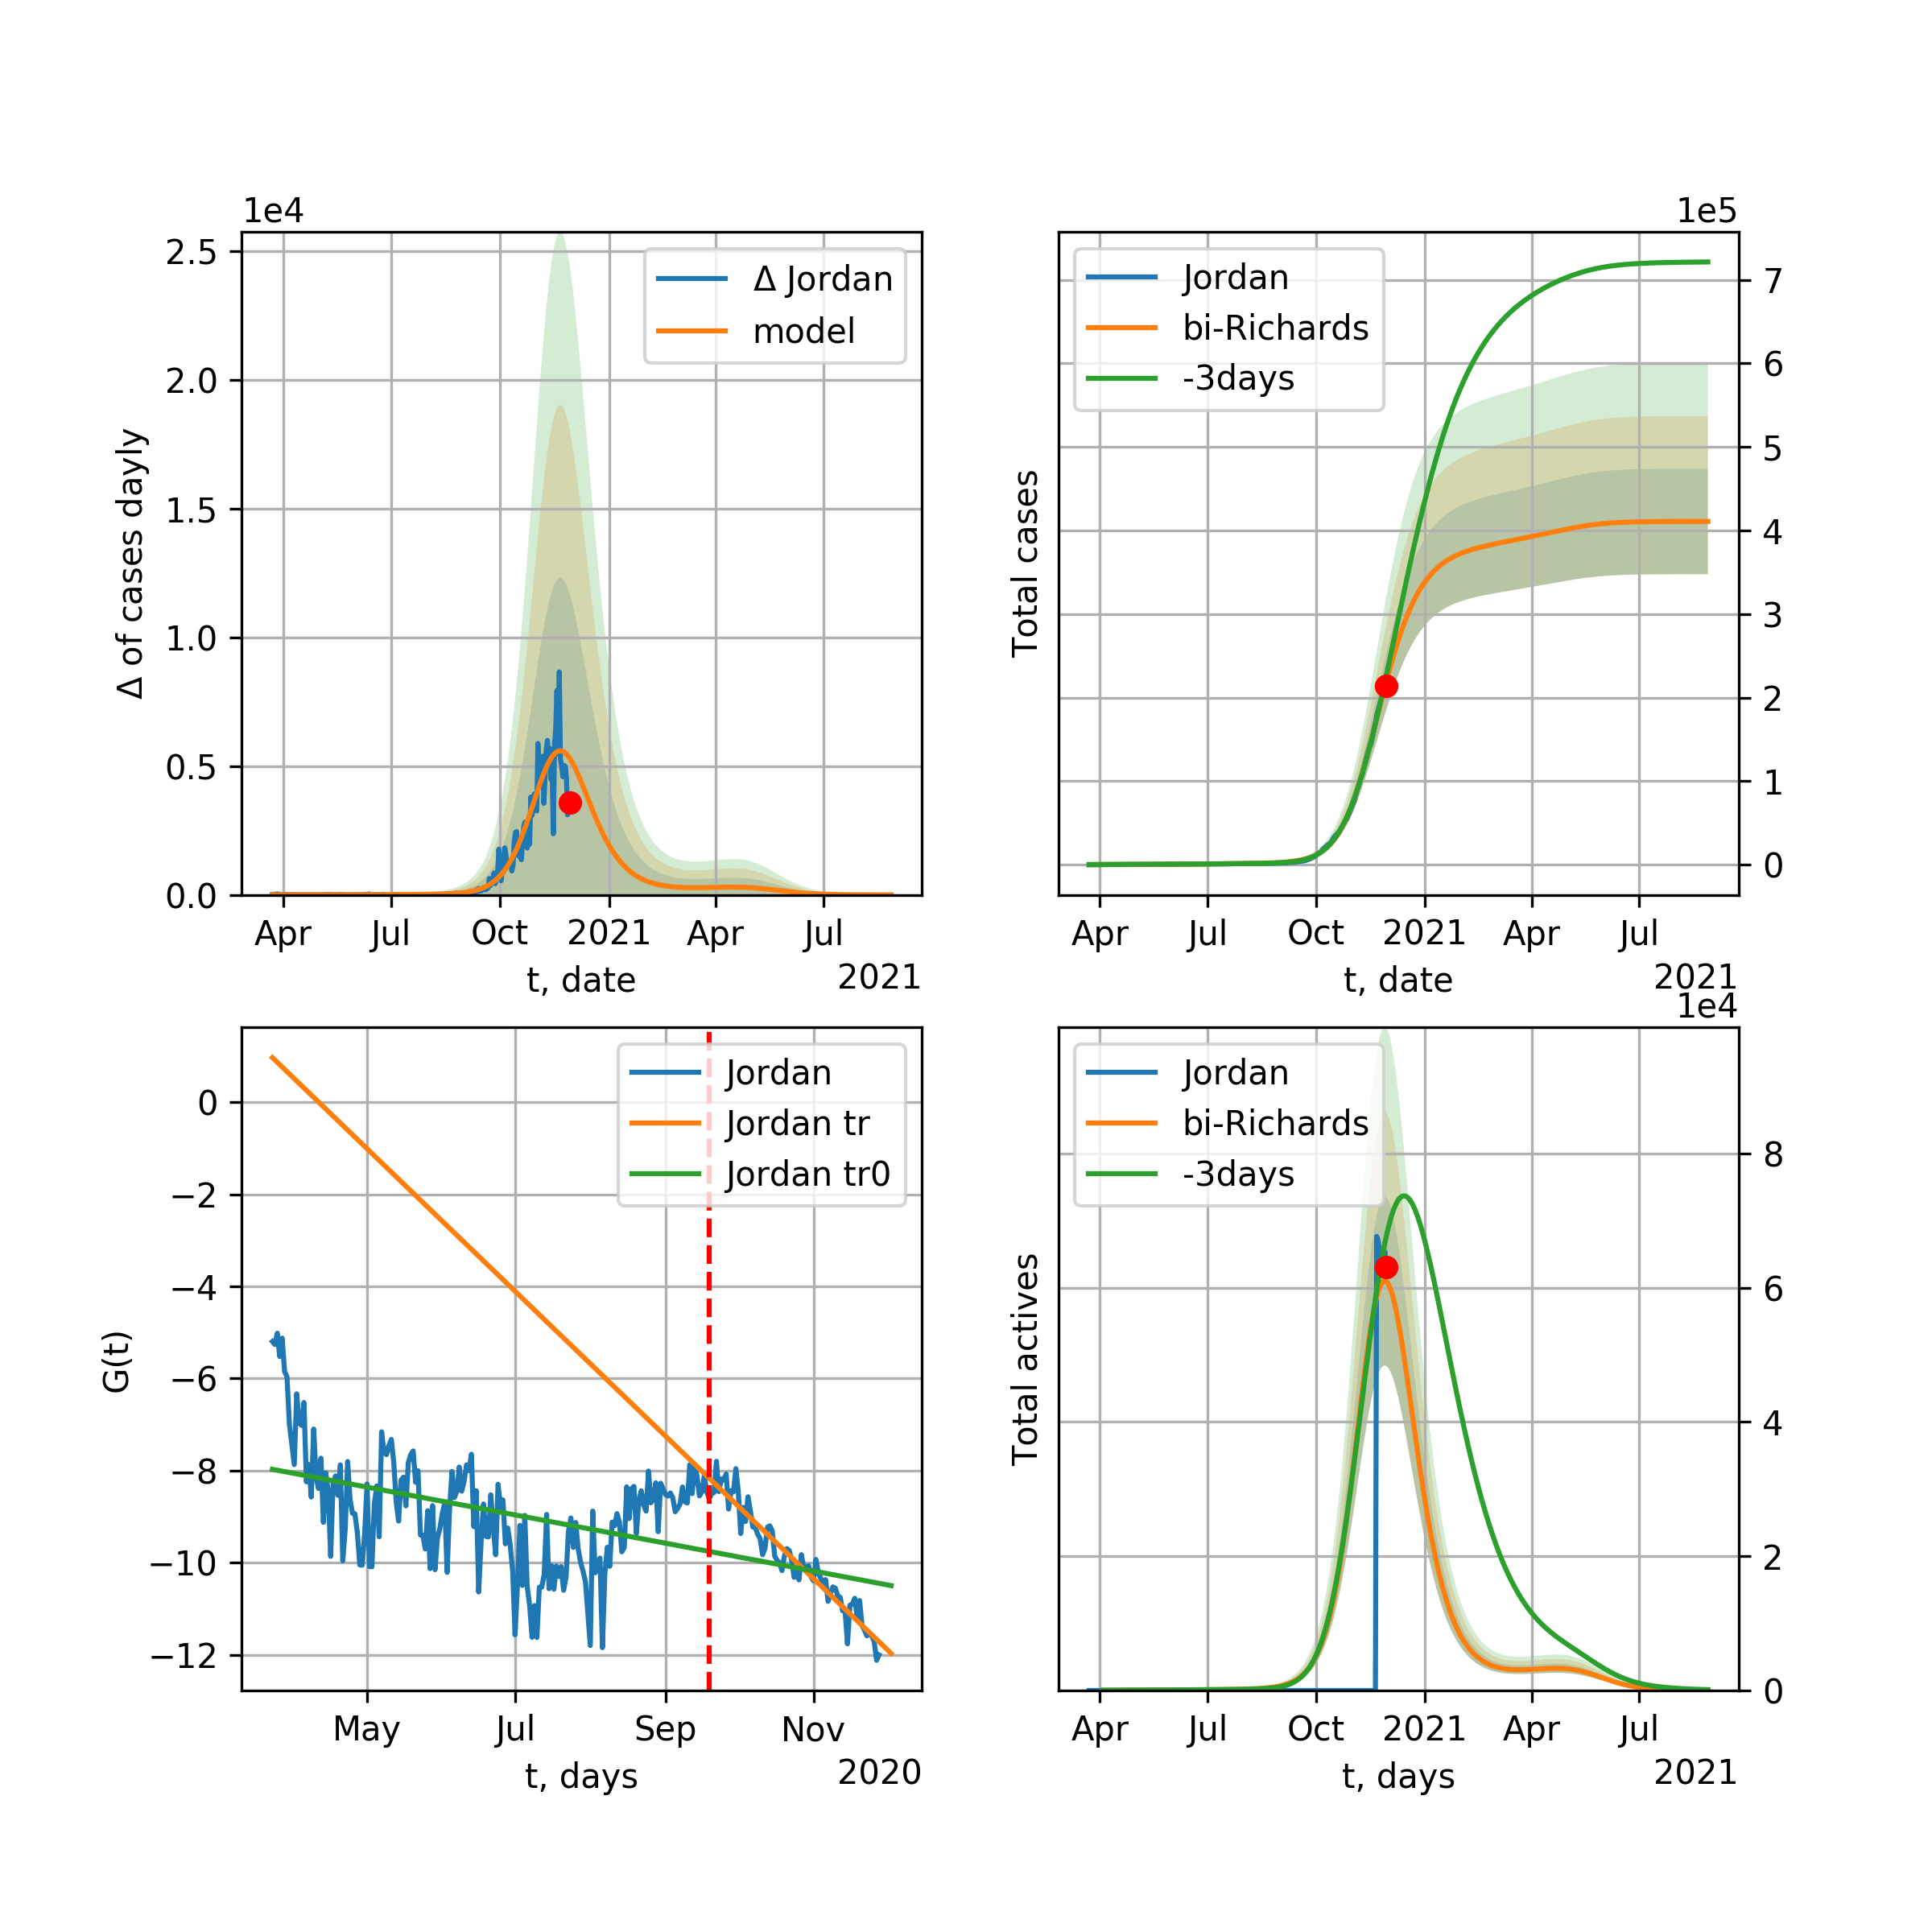 1e4
2.5
2.0
1.5
1.0
0.5
0.0
Δ of cases dayly
Δ Jordan
model
Apr Jul Oct 2021 Apr Jul
t, date
2021
1e5
Jordan
bi-Richards
-3days
Total cases
7
6
5
4
3
2
1
0
Apr Jul Oct 2021 Apr Jul
t, date
2021
0
−2
−4
−6
−8
−10
−12
G(t)
Jordan
Jordan tr
Jordan tr0
May Jul Sep Nov
t, days
2020
1e4
Jordan
bi-Richards
-3days
Total actives
8
6
4
2
0
Apr Jul Oct 2021 Apr Jul
t, days
2021